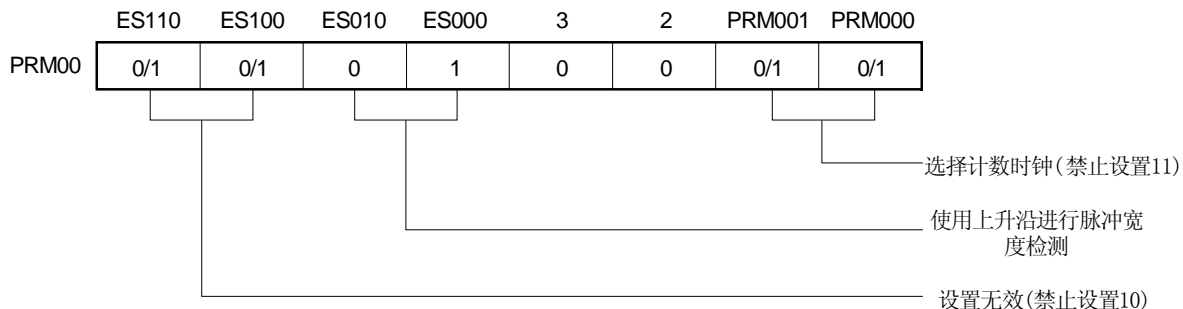 ES110 ES100 ES010 ES000 3 2 PRM001 PRM000
PRM00 0/1 0/1 0 1 0 0 0/1 0/1
选择计数时钟(禁止设置11)
使用上升沿进行脉冲宽
度检测
设置无效(禁止设置10)